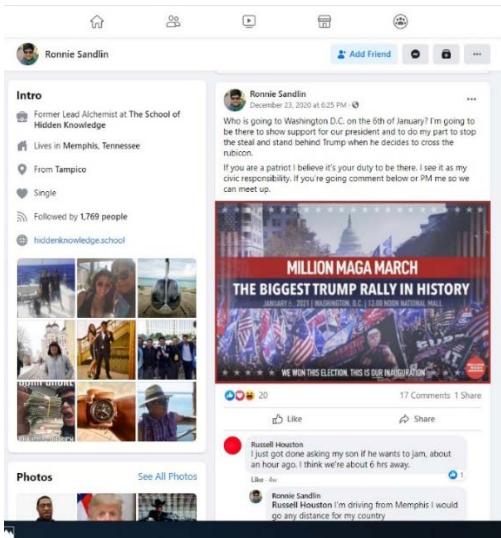 Ronnie Sandlin
Add Friend
Intro
Former Lead Alchemist at The School of
Hidden Knowledge
Lives in Memphis, Tennessee
From Tampico
Single
Followed by 1,769 people
hiddenknowledge.school
Photos
See All Photos
Ronnie Sandlin
December 23, 2020 at 6:25 PM ·
Who is going to Washington D.C. on the 6th of January? I'm going to
be there to show support for our president and to do my part to stop
the steal and stand behind Trump when he decides to cross the
rubicon.
If you are a patriot I believe it's your duty to be there. I see it as my
civic responsibility. If you're going comment below or PM me so we
can meet up.
MILLION MAGA MARCH
THE BIGGEST TRUMP RALLY IN HISTORY
JANUARY 6, 2021 | WASHINGTON, D.C. | 12:00 NOON NATIONAL MALL
TRUMP
WE WON THIS ELECTION. THIS IS OUR INAUGURATION
20
17 Comments 1 Share
Like
Share
Russell Houston
I just got done asking my son if he wants to jam, about
an hour ago. I think we're about 6 hrs away.
Like · 4w
1
Ronnie Sandlin
Russell Houston I'm driving from Memphis I would
go any distance for my country